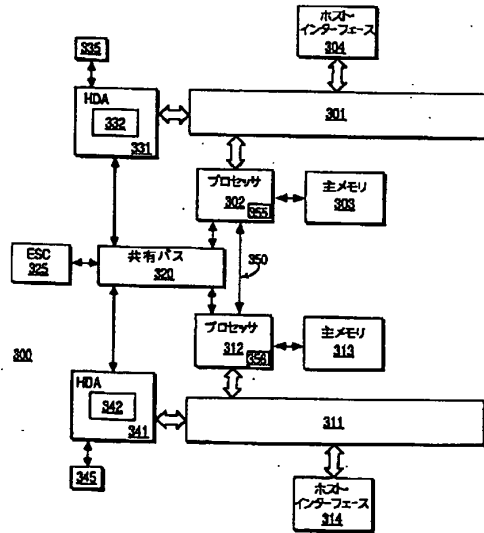 ホスト・
インターフェース
304
335
HDA
332
331
301
プロセッサ
302
355
主メモリ
303
ESC
325
共有バス
320
350
300
プロセッサ
312
356
主メモリ
313
HDA
342
341
311
345
ホスト・
インターフェース
314